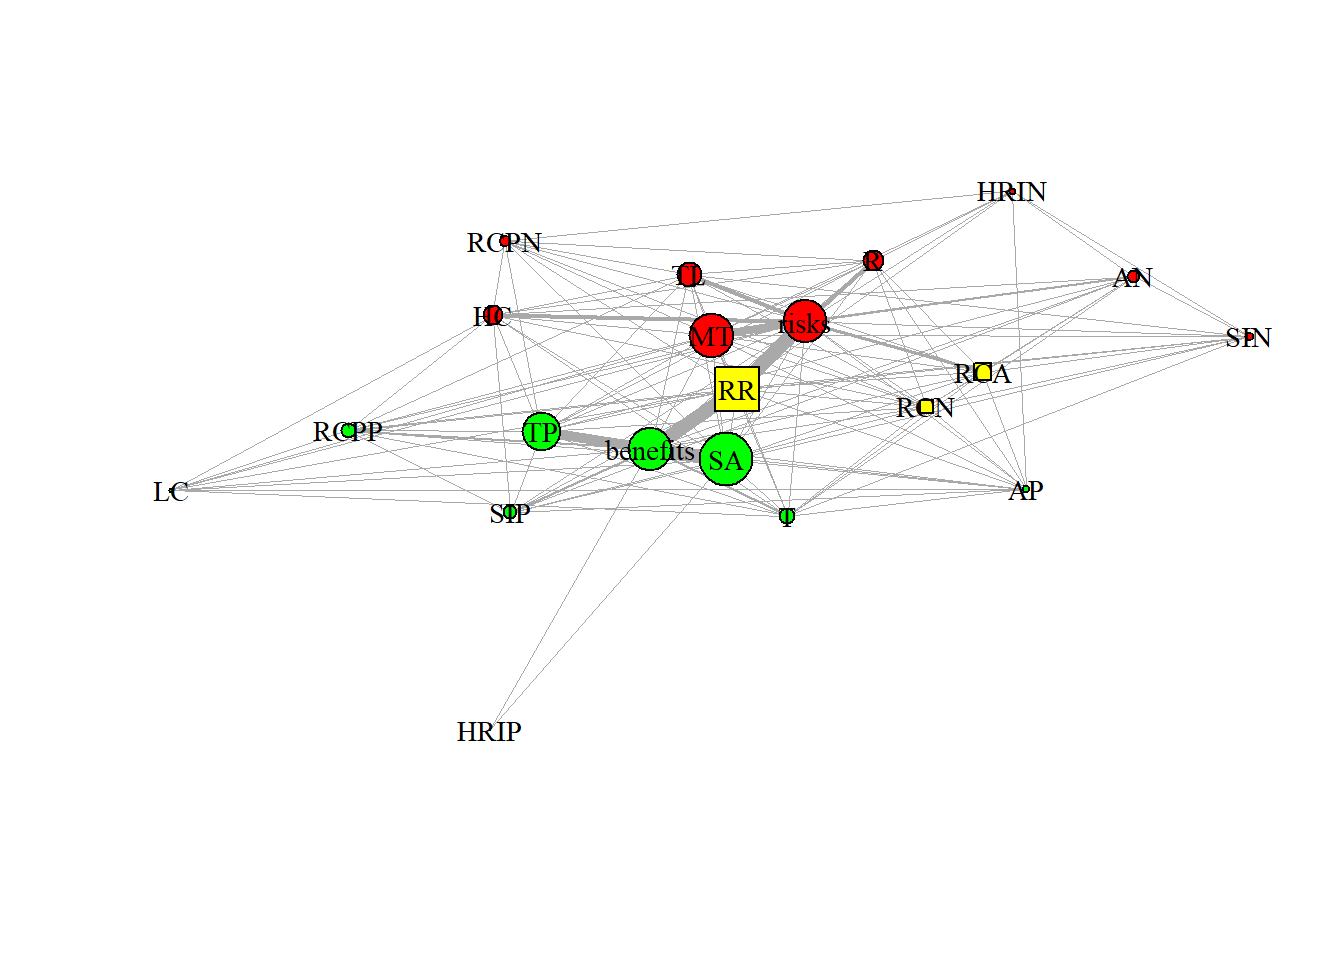 HRIN
RCPN
R
TL
AN
HC
risks
MT
SIN
RCA
RR
RCN
RCPP
TP
benefits
SA
LC
AP
SIP
T
HRIP